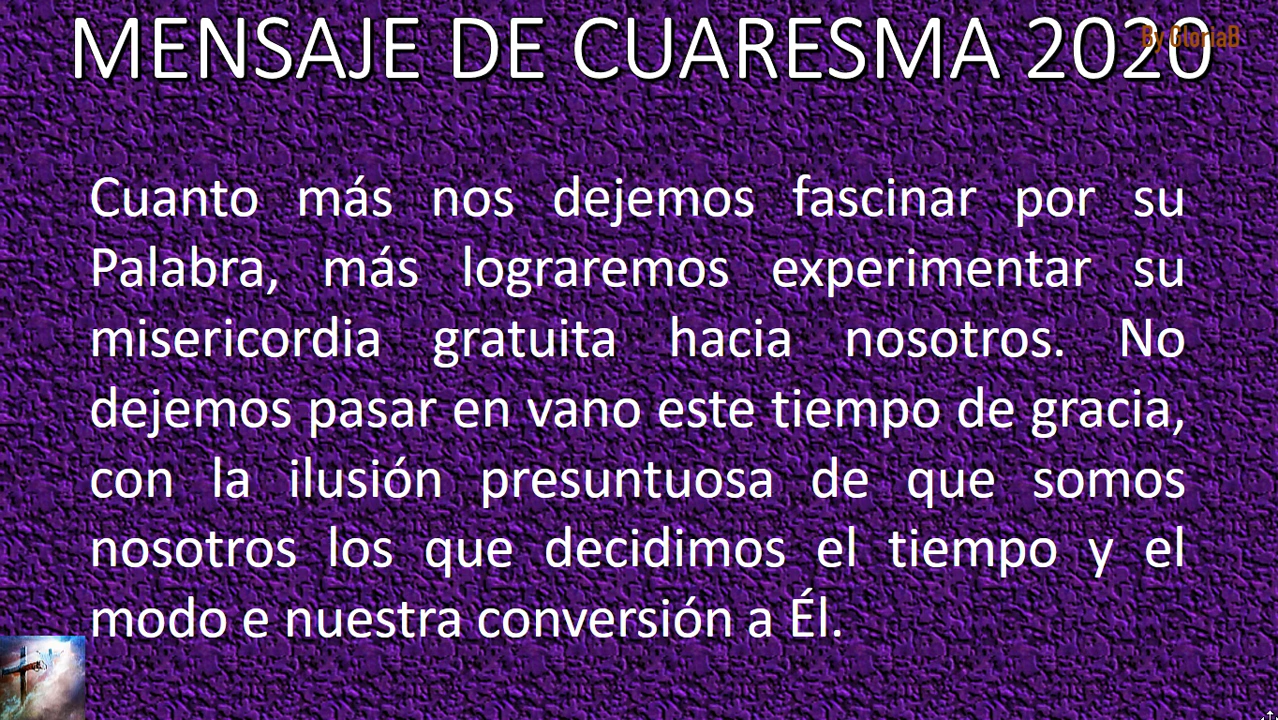 MENSAJE DE CUARESMA 2020
By GloriaB
Cuanto más nos dejemos fascinar por su
Palabra, más lograremos experimentar su
misericordia gratuita hacia nosotros. No
dejemos pasar en vano este tiempo de gracia,
con la ilusión presuntuosa de que somos
nosotros los que decidimos el tiempo y el
modo e nuestra conversión a Él.